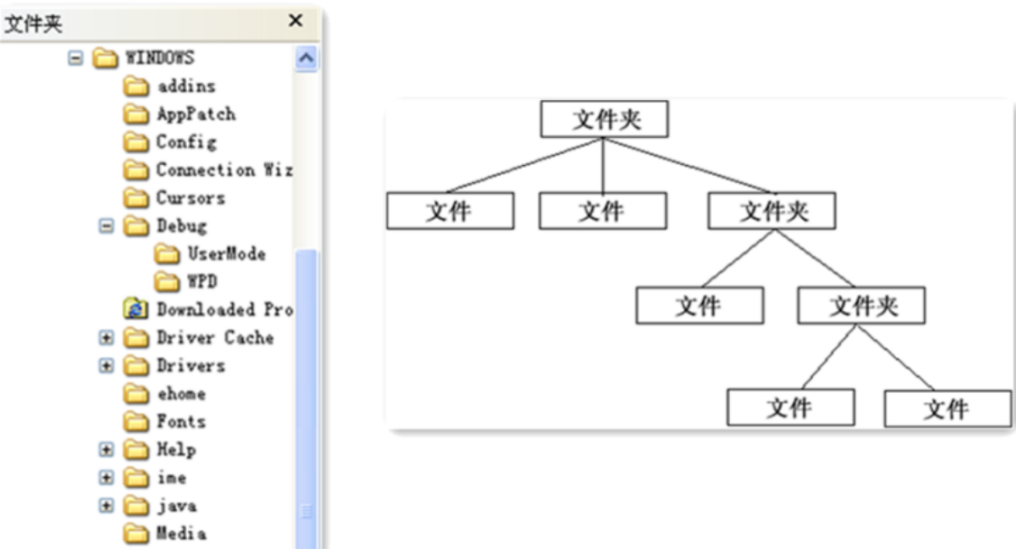 文件夹
WINDOWS
addins
AppPatch
Config
Connection Wiz
Cursors
Debug
UserMode
WPD
Downloaded Pro
Driver Cache
Drivers
ehome
Fonts
Help
ime
java
Media
文件夹
文件 文件 文件夹
文件 文件夹
文件 文件